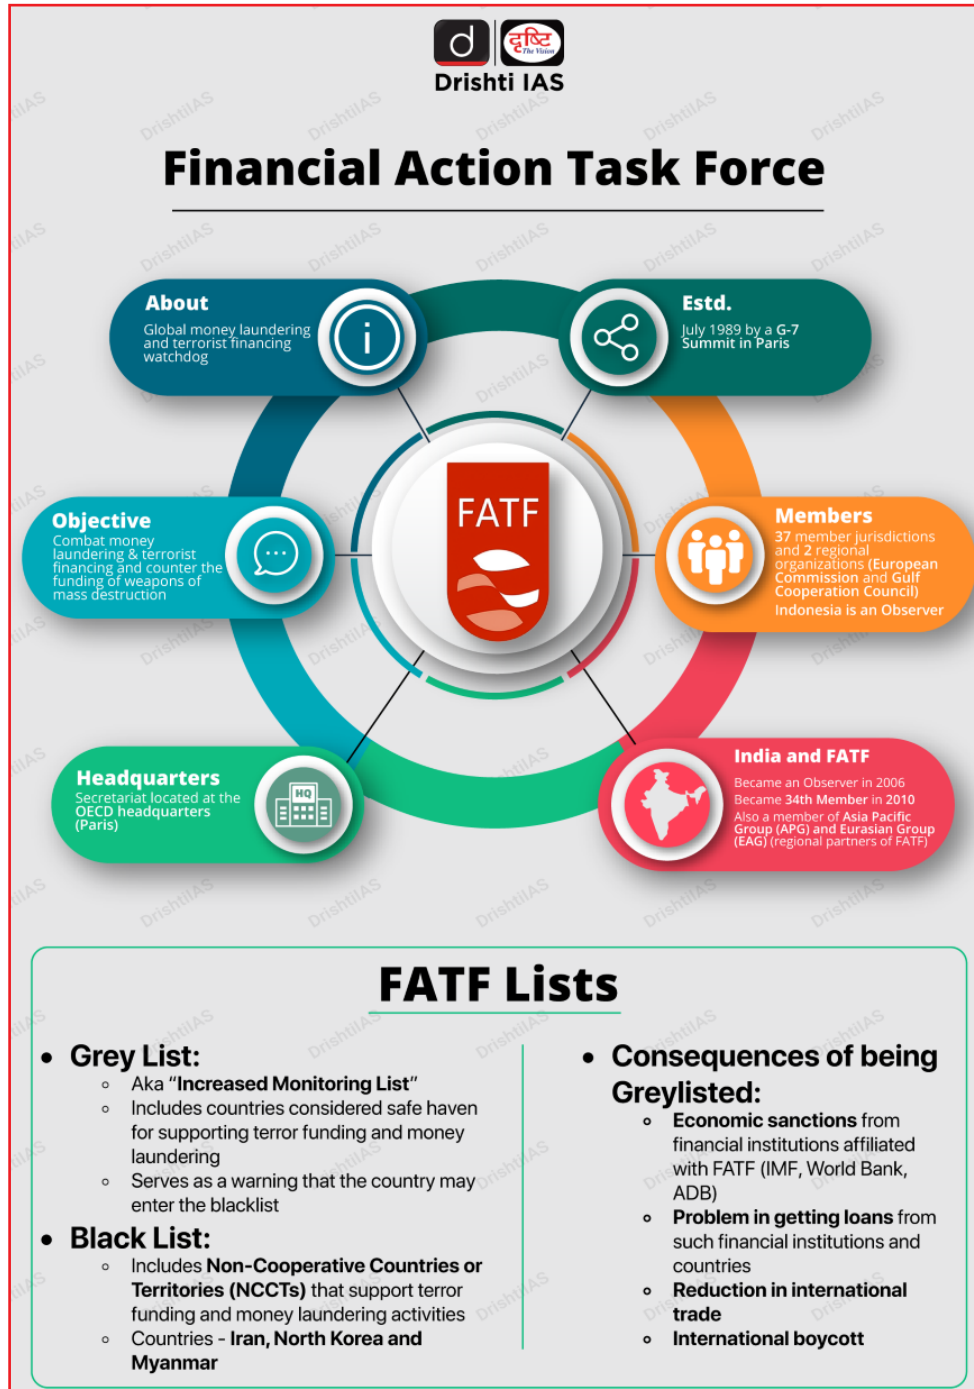 d
दृष्टि
The Vision
Drishti IAS
Financial Action Task Force
About
Global money laundering
and terrorist financing
watchdog
i
Estd.
July 1989 by a G-7
Summit in Paris
Objective
Combat money
laundering & terrorist
financing and counter the
funding of weapons of
mass destruction
FATF
Members
37 member jurisdictions
and 2 regional
organizations (European
Commission and Gulf
Cooperation Council)
Indonesia is an Observer
Headquarters
Secretariat located at the
OECD headquarters
(Paris)
HQ
India and FATF
Became an Observer in 2006
Became 34th Member in 2010
Also a member of Asia Pacific
Group (APG) and Eurasian Group
(EAG) (regional partners of FATF)
FATF Lists
• Grey List:
◦ Aka “Increased Monitoring List”
◦ Includes countries considered safe haven
for supporting terror funding and money
laundering
◦ Serves as a warning that the country may
enter the blacklist
• Black List:
◦ Includes Non-Cooperative Countries or
Territories (NCCTs) that support terror
funding and money laundering activities
◦ Countries - Iran, North Korea and
Myanmar
• Consequences of being
Greylisted:
◦ Economic sanctions from
financial institutions affiliated
with FATF (IMF, World Bank,
ADB)
◦ Problem in getting loans from
such financial institutions and
countries
◦ Reduction in international
trade
◦ International boycott
DrishtiIAS